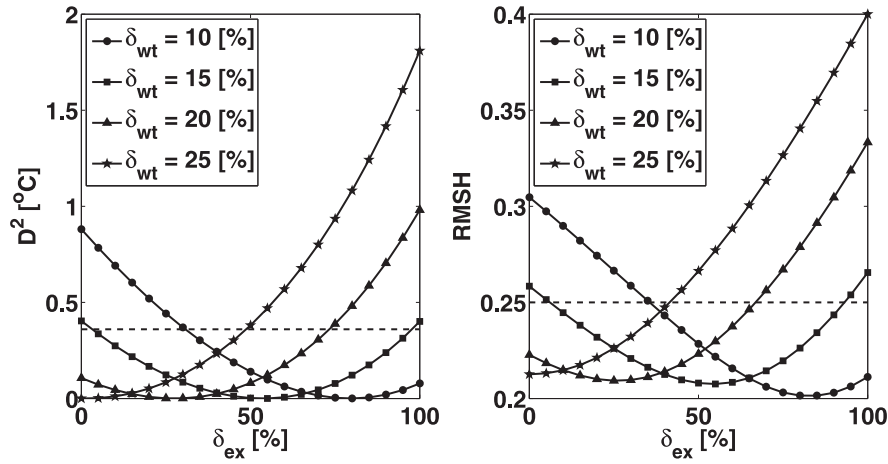 2
1.5
1
0.5
0
D² [°C]
δwt = 10 [%]
δwt = 15 [%]
δwt = 20 [%]
δwt = 25 [%]
0 50 100
δex [%]
0.4
0.35
0.3
0.25
0.2
RMSH
δwt = 10 [%]
δwt = 15 [%]
δwt = 20 [%]
δwt = 25 [%]
0 50 100
δex [%]